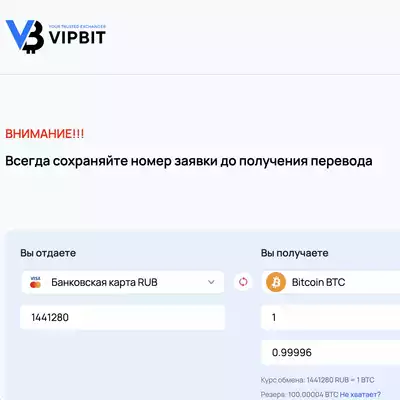 YOUR TRUSTED EXCHANGER
VIPBIT
ВНИМАНИЕ!!!
Всегда сохраняйте номер заявки до получения перевода
Вы отдаете
Вы получаете
VISA
Банковская карта RUB
Bitcoin BTC
1441280
1
0.99996
Курс обмена: 1441280 RUB = 1 BTC
Резерв: 100.00004 BTC Не хватает?